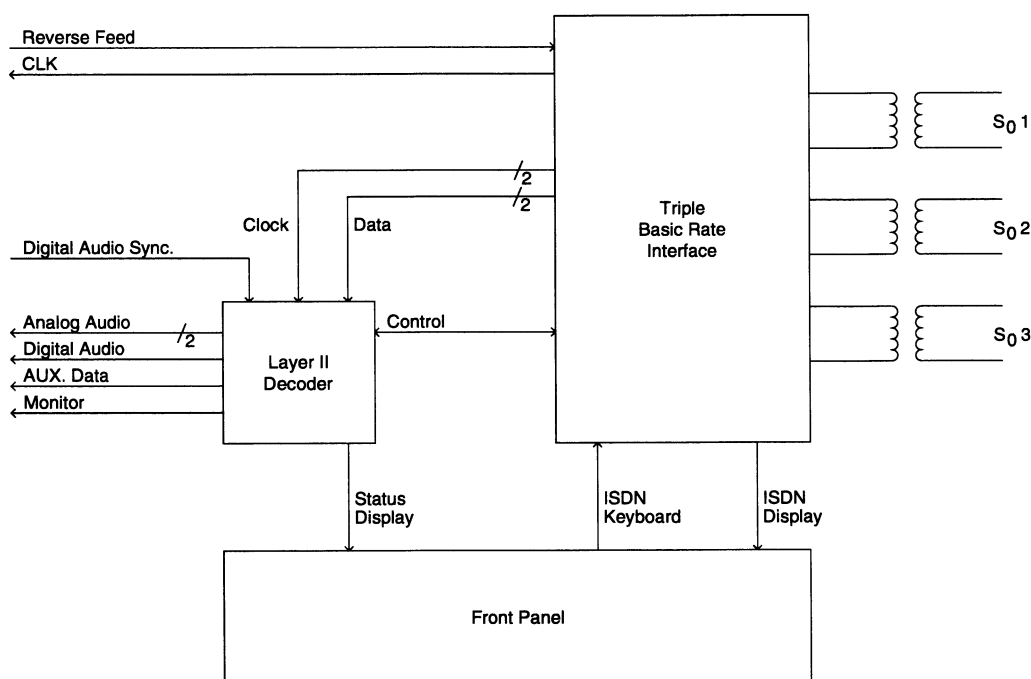 Reverse Feed
CLK
S0 1
/2
/2
Clock
Data
Triple
Basic Rate
Interface
S0 2
Digital Audio Sync.
Analog Audio
/2
Control
S0 3
Digital Audio
Layer II
Decoder
AUX. Data
Monitor
Status
Display
ISDN
Keyboard
ISDN
Display
Front Panel